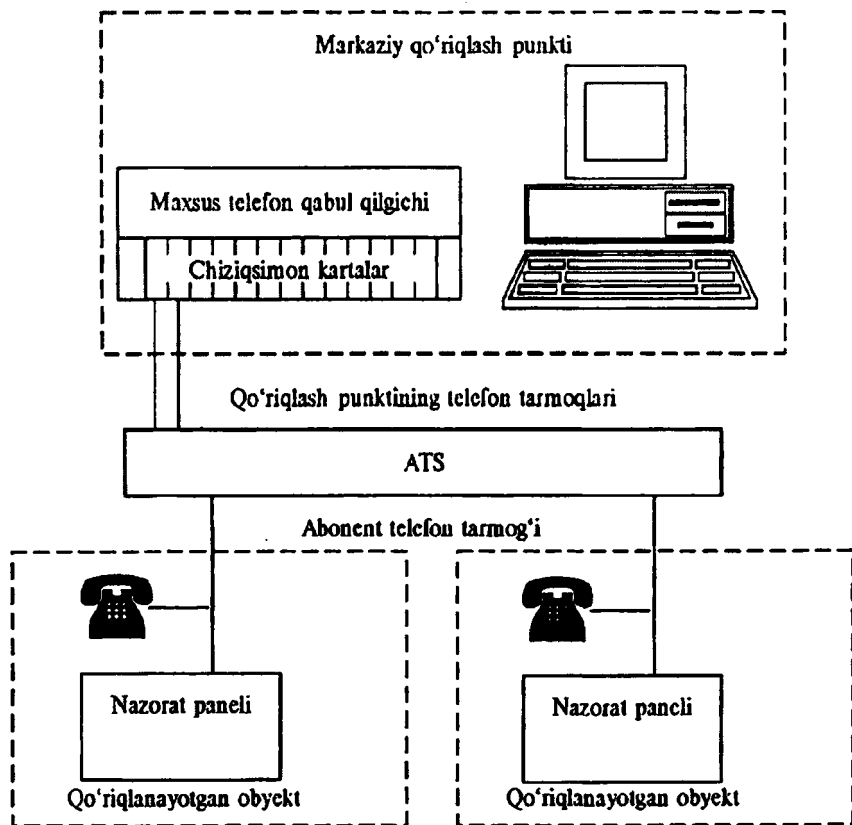 Markaziy qo‘riqlash punkti
Maxsus telefon qabul qilgichi
Chiziqsimon kartalar
Qo‘riqlash punktining telefon tarmoqlari
ATS
Abonent telefon tarmog‘i
Nazorat paneli
Nazorat paneli
Qo‘riqlanayotgan obyekt
Qo‘riqlanayotgan obyekt